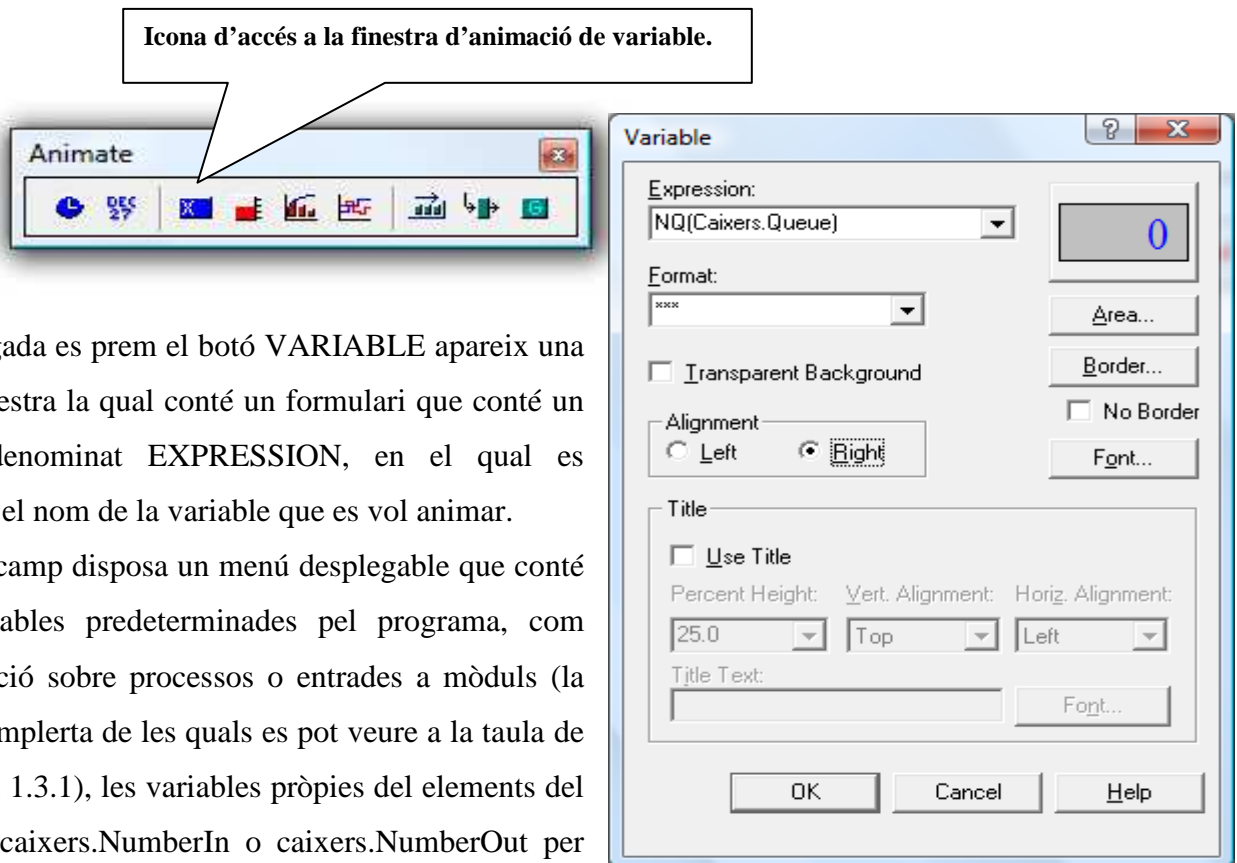 Icona d'accés a la finestra d'animació de variable.
Animate
DEC
27
X
G
gada es prem el botó VARIABLE apareix una
estra la qual conté un formulari que conté un
denominat EXPRESSION, en el qual es
el nom de la variable que es vol animar.
camp disposa un menú desplegable que conté
ables predeterminades pel programa, com
ció sobre processos o entrades a mòduls (la
mplerta de les quals es pot veure a la taula de
1.3.1), les variables pròpies del elements del
caixers.NumberIn o caixers.NumberOut per
Variable
Expression:
NQ(Caixers.Queue)
0
Format:
***
Area...
Transparent Background
Border...
No Border
Alignment
Left Right
Font...
Title
Use Title
Percent Height: Vert. Alignment: Horiz. Alignment:
25.0 Top Left
Title Text:
Font...
OK Cancel Help